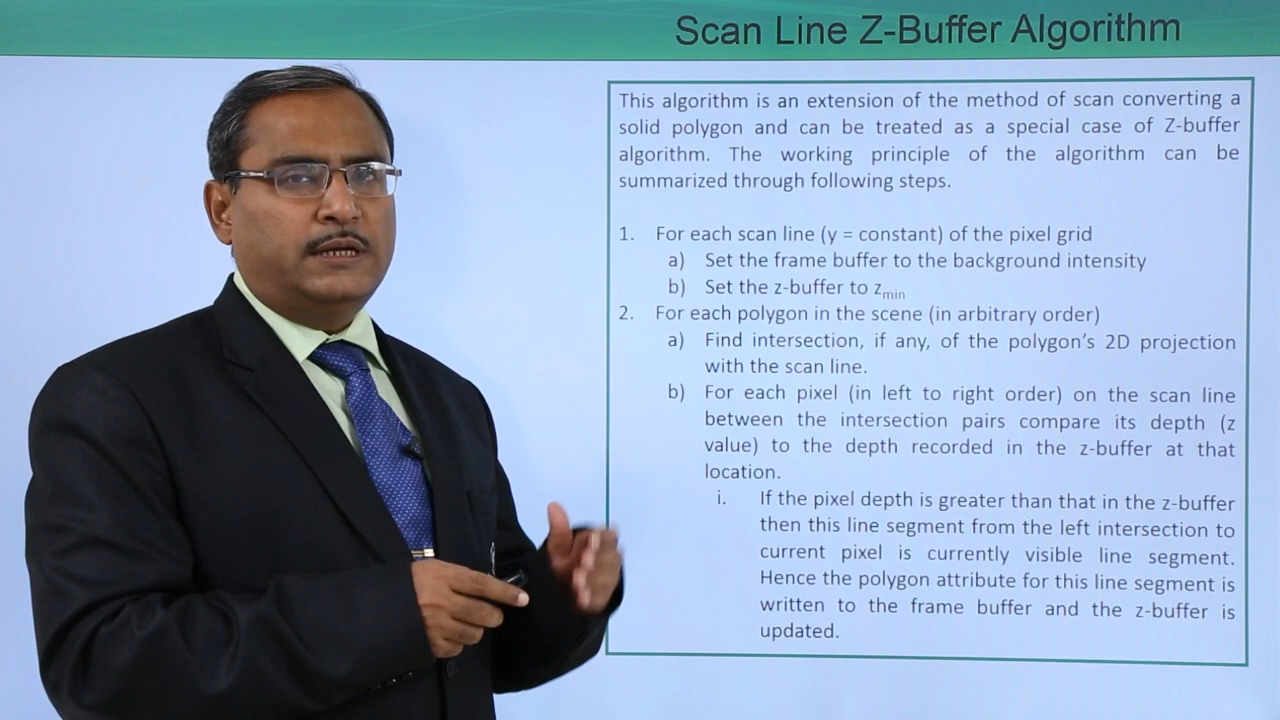 Scan Line Z-Buffer Algorithm
This algorithm is an extension of the method of scan converting a
solid polygon and can be treated as a special case of Z-buffer
algorithm. The working principle of the algorithm can be
summarized through following steps.
1. For each scan line (y = constant) of the pixel grid
a) Set the frame buffer to the background intensity
b) Set the z-buffer to zmin
2. For each polygon in the scene (in arbitrary order)
a) Find intersection, if any, of the polygon's 2D projection
with the scan line.
b) For each pixel (in left to right order) on the scan line
between the intersection pairs compare its depth (z
value) to the depth recorded in the z-buffer at that
location.
i. If the pixel depth is greater than that in the z-buffer
then this line segment from the left intersection to
current pixel is currently visible line segment.
Hence the polygon attribute for this line segment is
written to the frame buffer and the z-buffer is
updated.